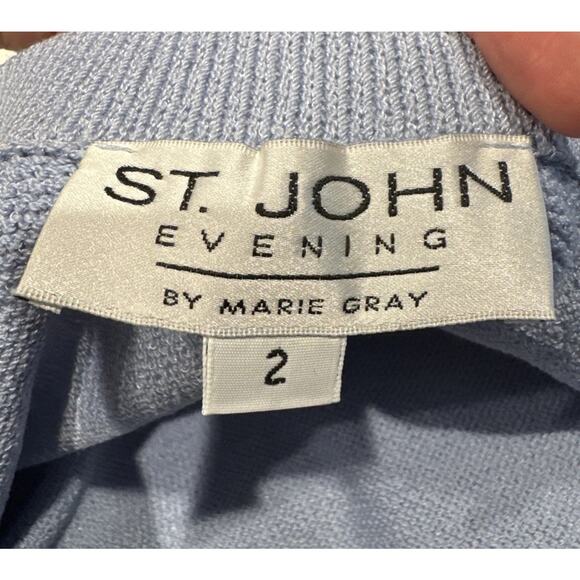 ST. JOHN
EVENING
BY MARIE GRAY
2